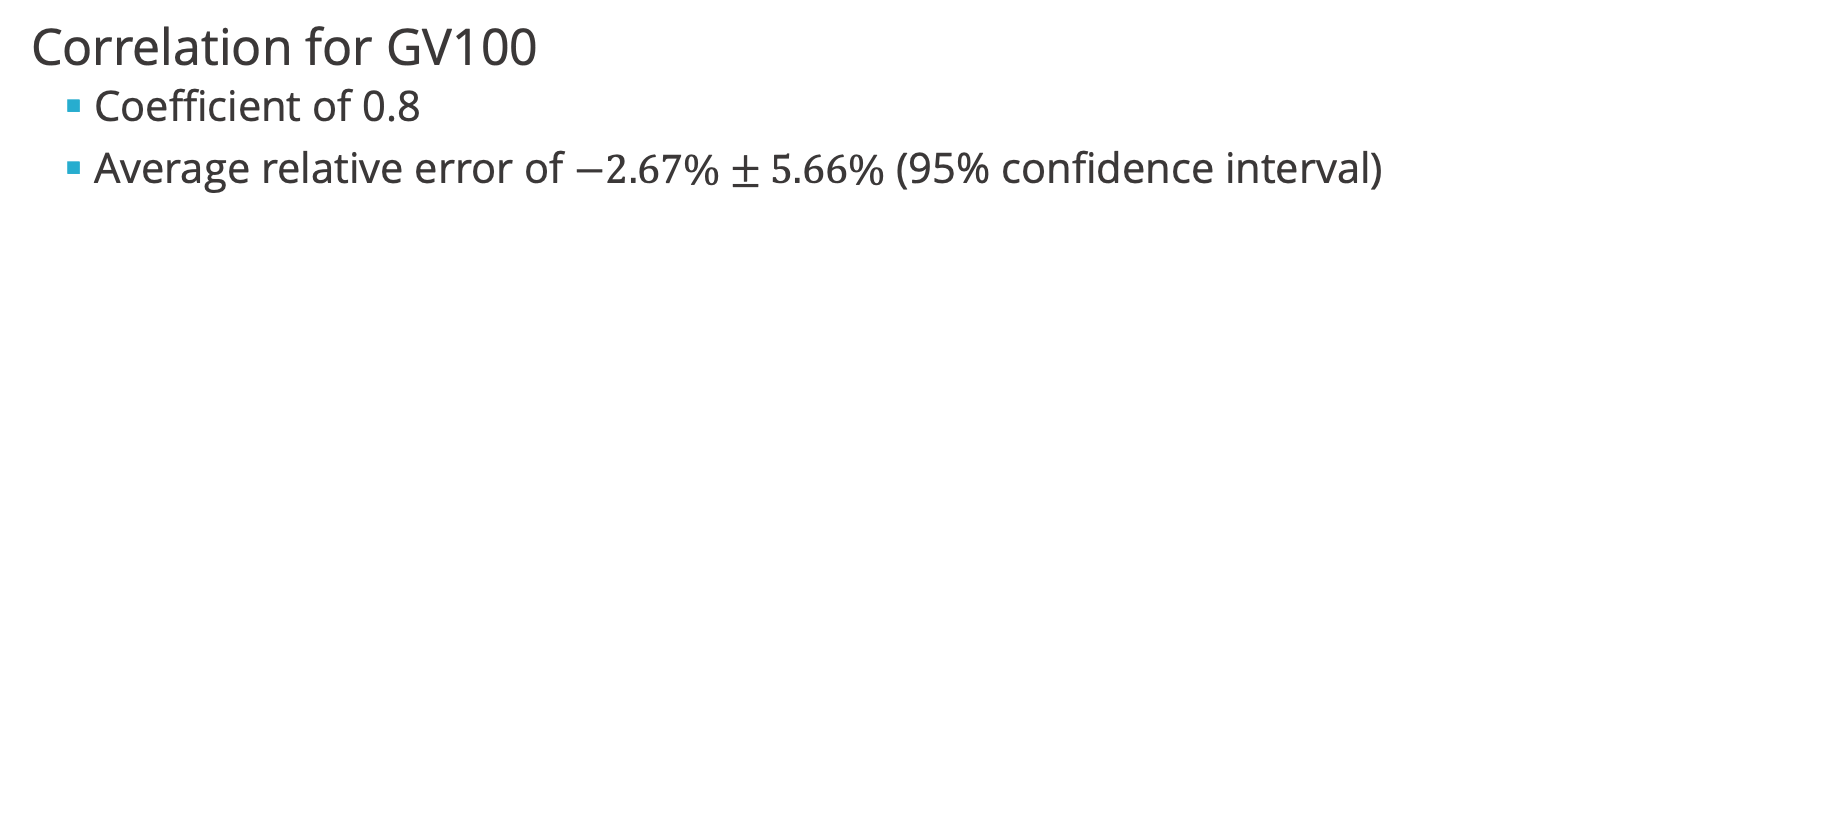 Correlation for GV100
▪ Coefficient of 0.8
▪ Average relative error of −2.67% ± 5.66% (95% confidence interval)